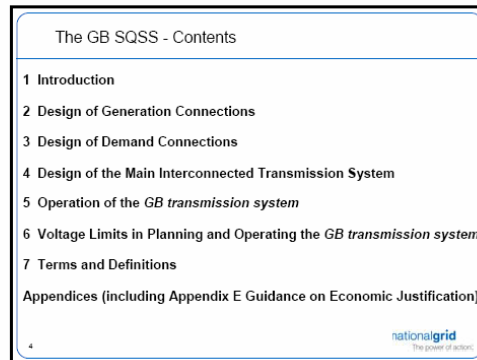 The GB SQSS - Contents
1 Introduction
2 Design of Generation Connections
3 Design of Demand Connections
4 Design of the Main Interconnected Transmission System
5 Operation of the GB transmission system
6 Voltage Limits in Planning and Operating the GB transmission system
7 Terms and Definitions
Appendices (including Appendix E Guidance on Economic Justification)
4
nationalgrid
The power of action: